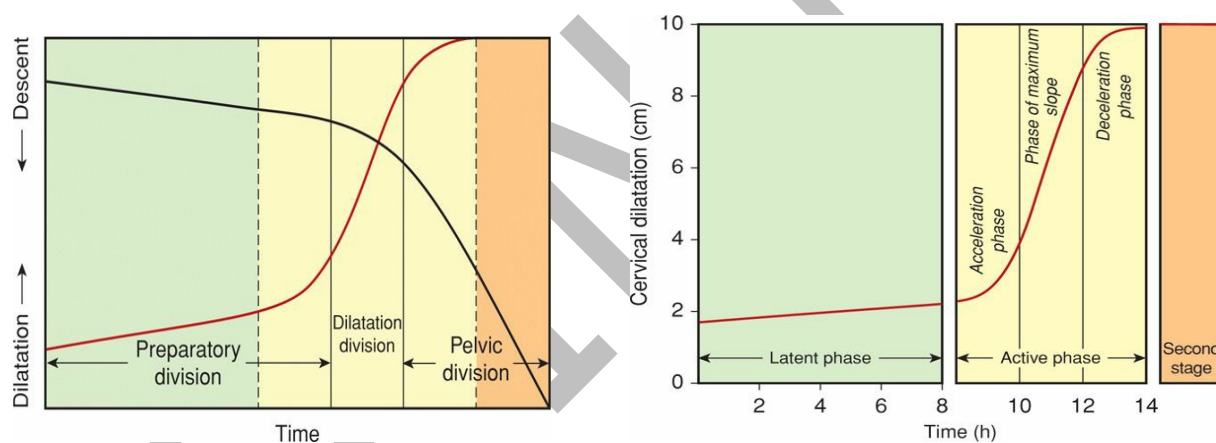 Descent
Dilatation
Preparatory
division
Dilatation
division
Pelvic
division
Time
Cervical dilatation (cm)
10
8
6
4
2
0
Acceleration
phase
Phase of maximum
slope
Deceleration
phase
Latent phase
Active phase
Second
stage
2
4
6
8
10
12
14
Time (h)